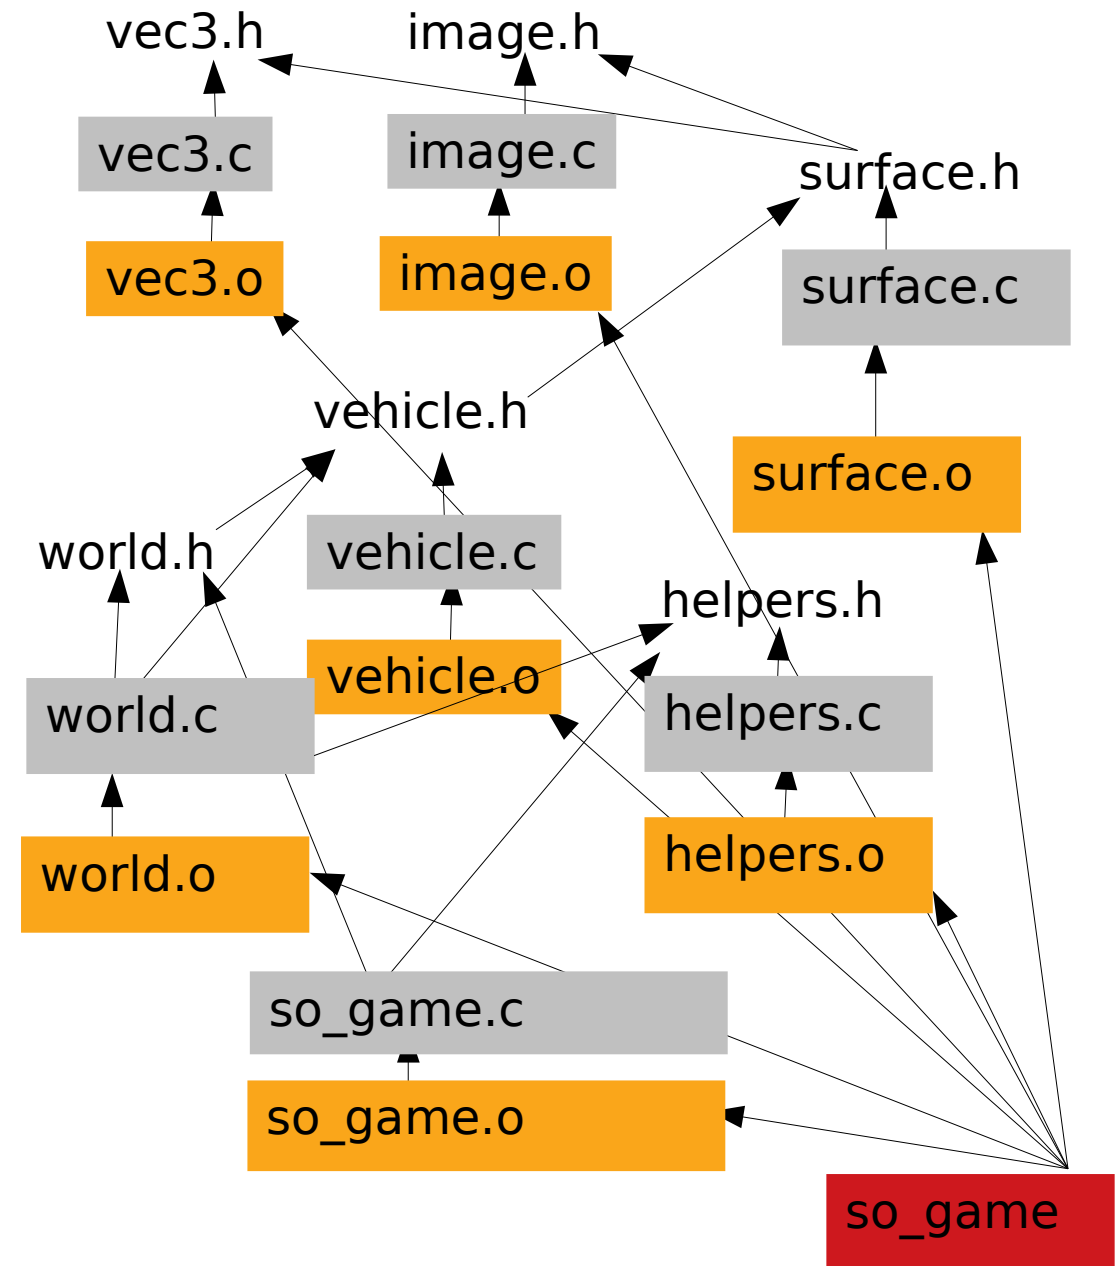 vec3.h
image.h
vec3.c
image.c
surface.h
vec3.o
image.o
surface.c
vehicle.h
surface.o
world.h
vehicle.c
helpers.h
vehicle.o
world.c
helpers.c
world.o
helpers.o
so_game.c
so_game.o
so_game